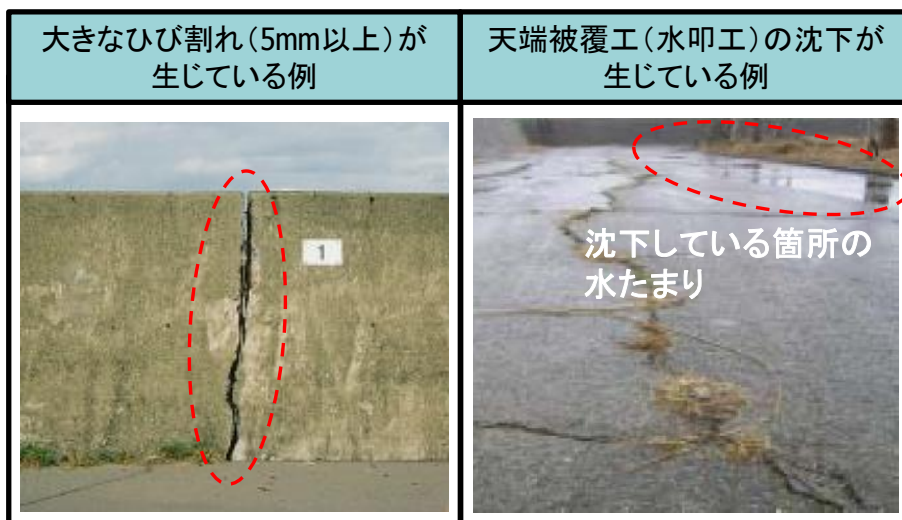 大きなひび割れ（5mm以上）が
生じている例
天端被覆工（水叩工）の沈下が
生じている例
1
沈下している箇所の
水たまり